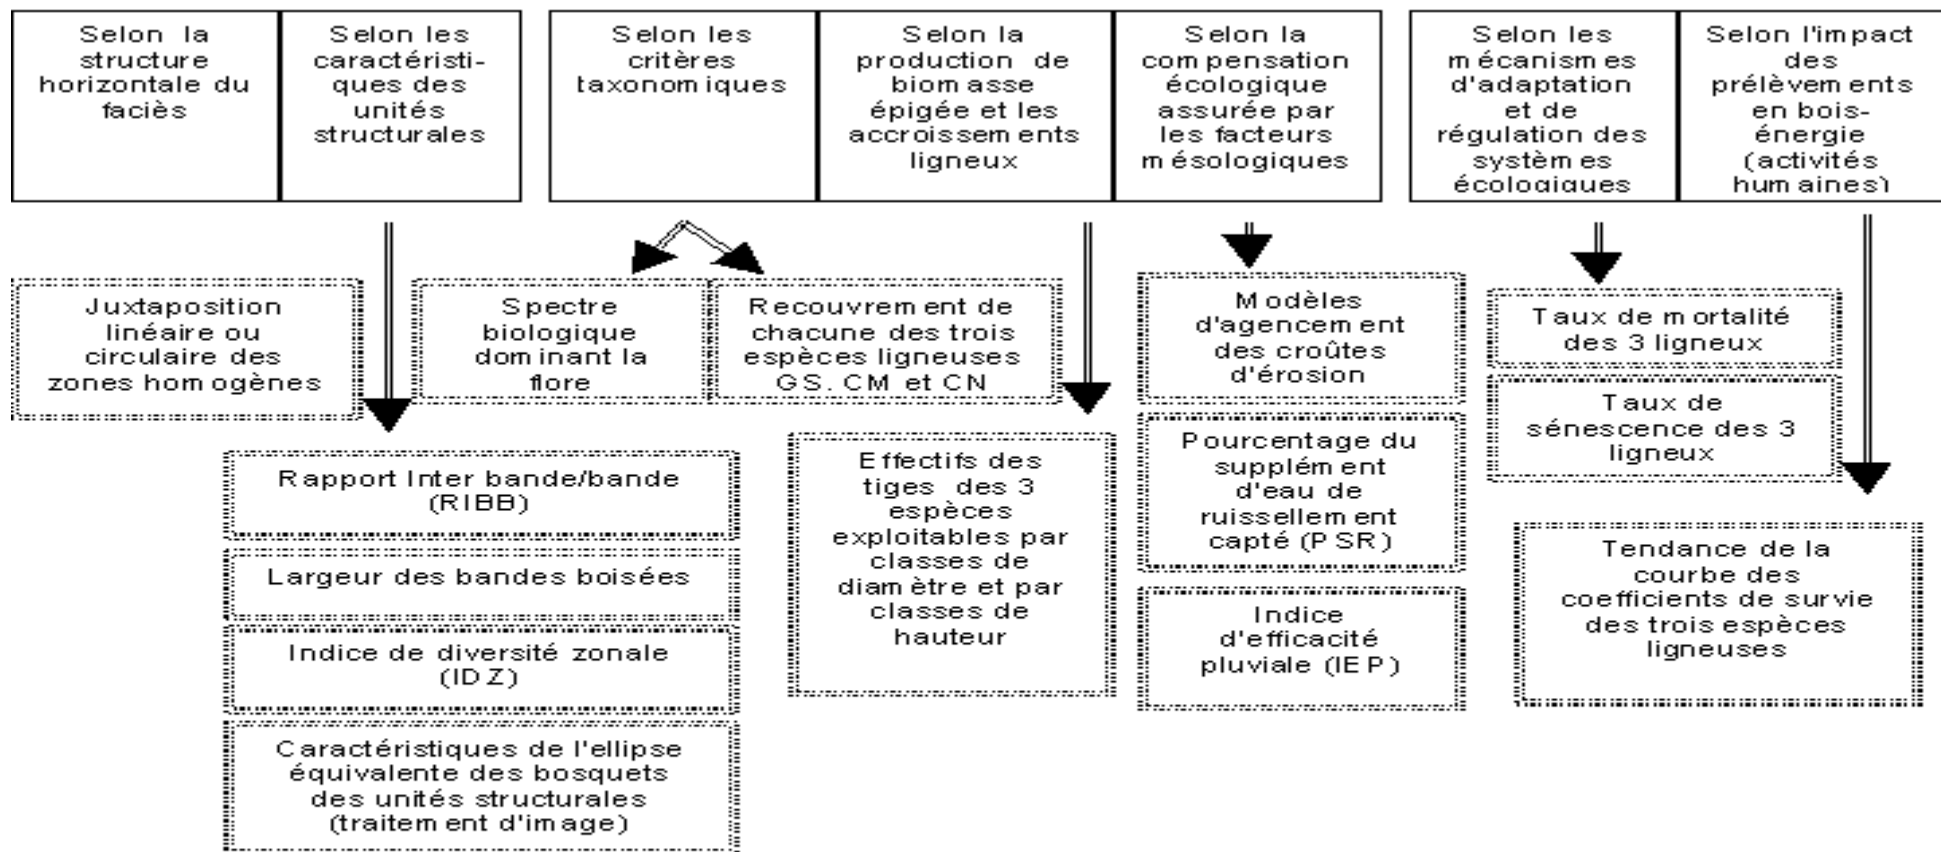 Selon la
structure
horizontale du
faciès
Selon les
caractéristi-
ques des
unités
structurales
Selon les
critères
taxonomiques
Selon la
production de
biomasse
épigée et les
accroissements
ligneux
Selon la
compensation
écologique
assurée par
les facteurs
mésologiques
Selon les
mécanismes
d'adaptation
et de
régulation des
systèmes
écologiques
Selon l'impact
des
prélèvements
en bois-
énergie
(activités
humaines)
Juxtaposition
linéaire ou
circulaire des
zones homogènes
Spectre
biologique
dominant la
flore
Recouvrement de
chacune des trois
espèces ligneuses
GS. CM et CN
Modèles
d'agencement
des croûtes
d'érosion
Taux de mortalité
des 3 ligneux
Taux de
sénescence des 3
ligneux
Rapport Inter bande/bande
(RIBB)
Largeur des bandes boisées
Indice de diversité zonale
(IDZ)
Caractéristiques de l'ellipse
équivalente des bosquets
des unités structurales
(traitement d'image)
Effectifs des
tiges des 3
espèces
exploitables par
classes de
diamètre et par
classes de
hauteur
Pourcentage du
supplément
d'eau de
ruissellement
capté (PSR)
Indice
d'efficacité
pluviale (IEP)
Tendance de la
courbe des
coefficients de survie
des trois espèces
ligneuses